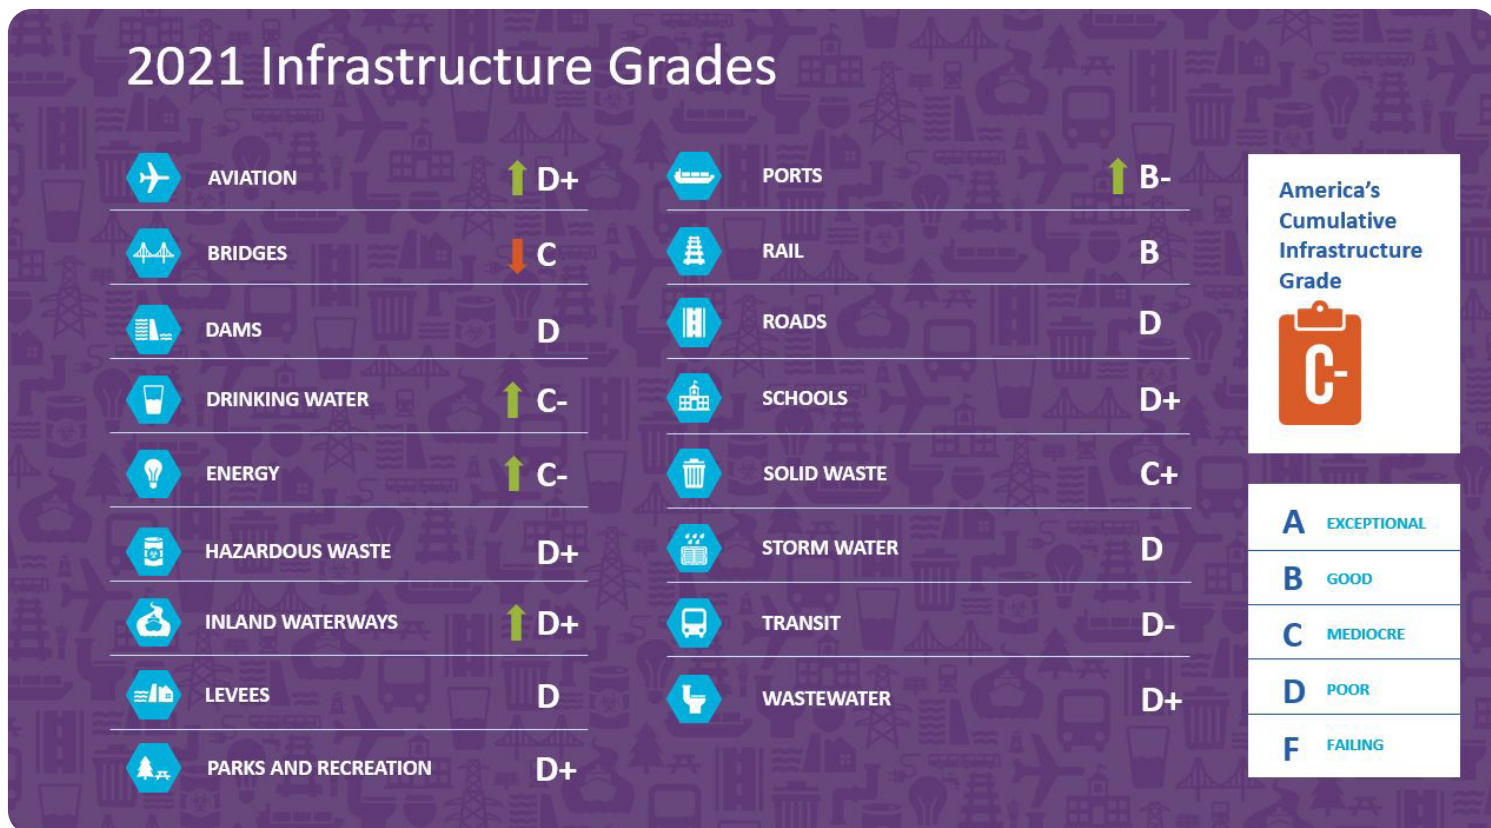 2021 Infrastructure Grades
AVIATION D+
BRIDGES C
DAMS D
DRINKING WATER C-
ENERGY C-
HAZARDOUS WASTE D+
INLAND WATERWAYS D+
LEVEES D
PARKS AND RECREATION D+
PORTS B-
RAIL B
ROADS D
SCHOOLS D+
SOLID WASTE C+
STORM WATER D
TRANSIT D-
WASTEWATER D+
America's
Cumulative
Infrastructure
Grade
C-
A EXCEPTIONAL
B GOOD
C MEDIOCRE
D POOR
F FAILING